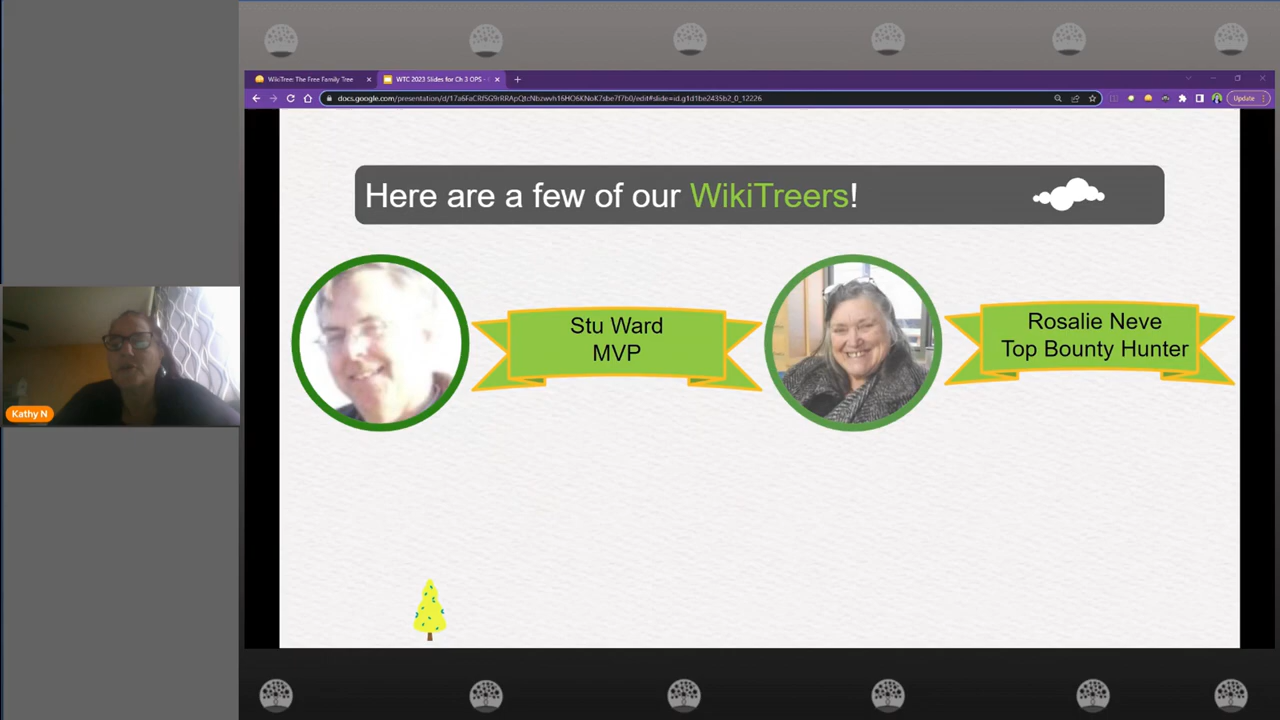 WikiTree: The Free Family Tree
WTC 2023 Slides for Ch 3 OPS -
Update
Here are a few of our WikiTreers!
Stu Ward
MVP
Rosalie Neve
Top Bounty Hunter
Kathy N